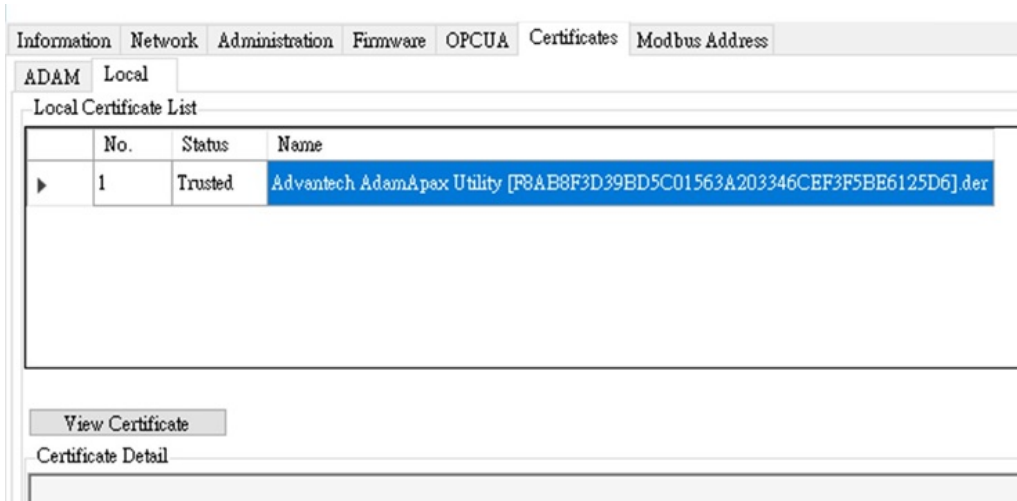 Information Network Administration Firmware OPCUA Certificates Modbus Address
ADAM Local
Local Certificate List
No. Status Name
1 Trusted Advantech AdamApax Utility [F8AB8F3D39BD5C01563A203346CEF3F5BE6125D6].der
View Certificate
Certificate Detail